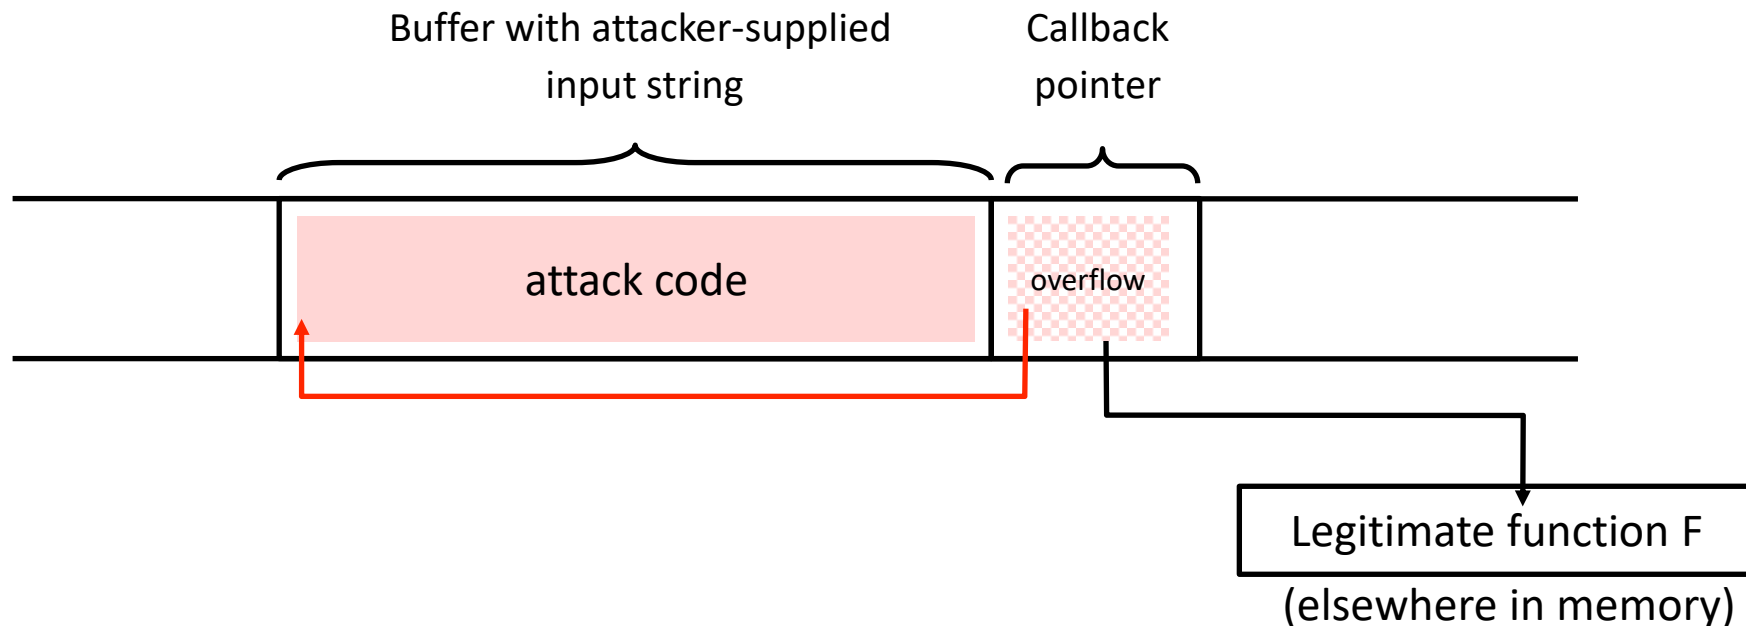 Buffer with attacker-supplied
input string
Callback
pointer
attack code
overflow
Legitimate function F
(elsewhere in memory)